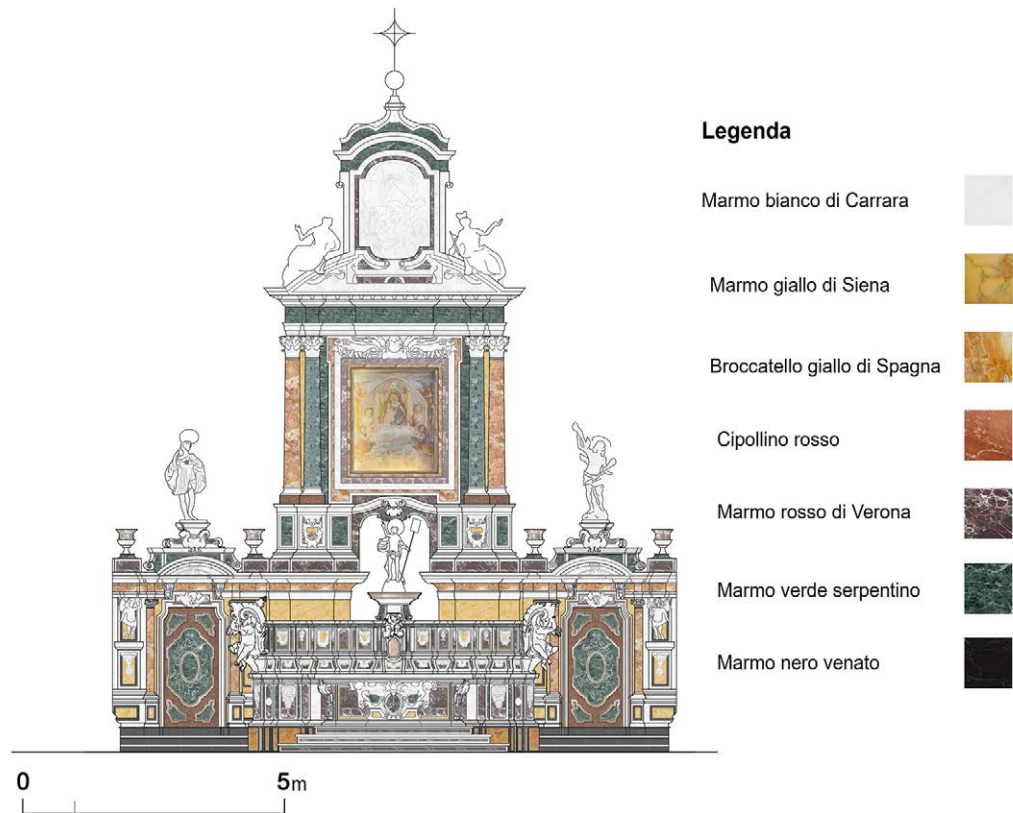 Legenda
Marmo bianco di Carrara
Marmo giallo di Siena
Broccatello giallo di Spagna
Cipollino rosso
Marmo rosso di Verona
Marmo verde serpentino
Marmo nero venato
0 5m